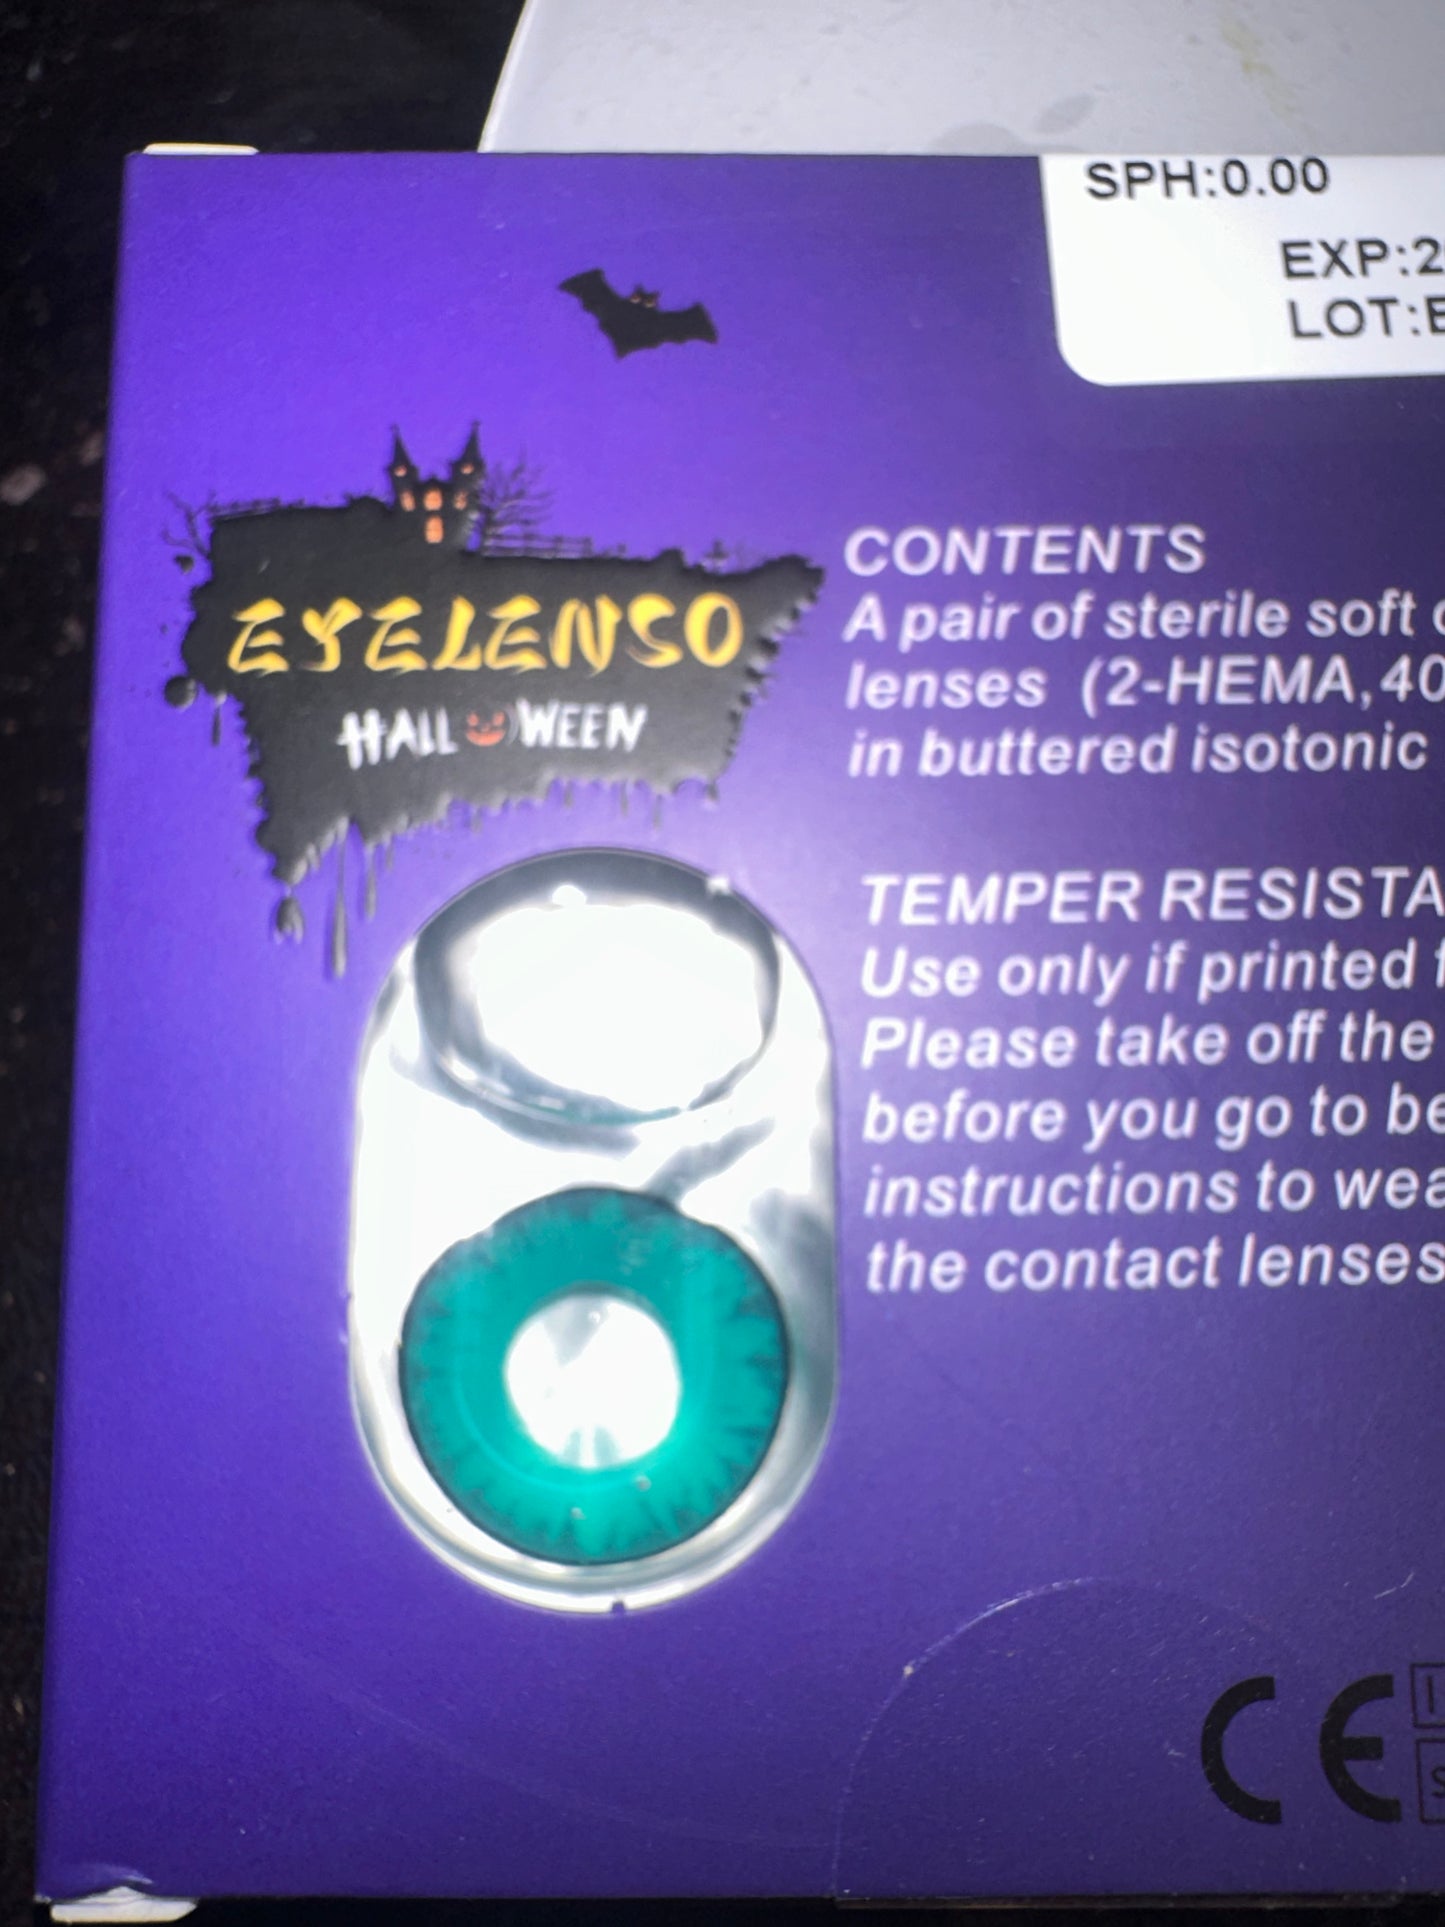 SPH:0.00
EXP:2
LOT:E
EYELENSO
HALLOWEEN
CONTENTS
A pair of sterile soft
lenses (2-HEMA,40
in buttered isotonic
TEMPER RESISTA
Use only if printed
Please take off the
before you go to be
instructions to wea
the contact lenses
CE